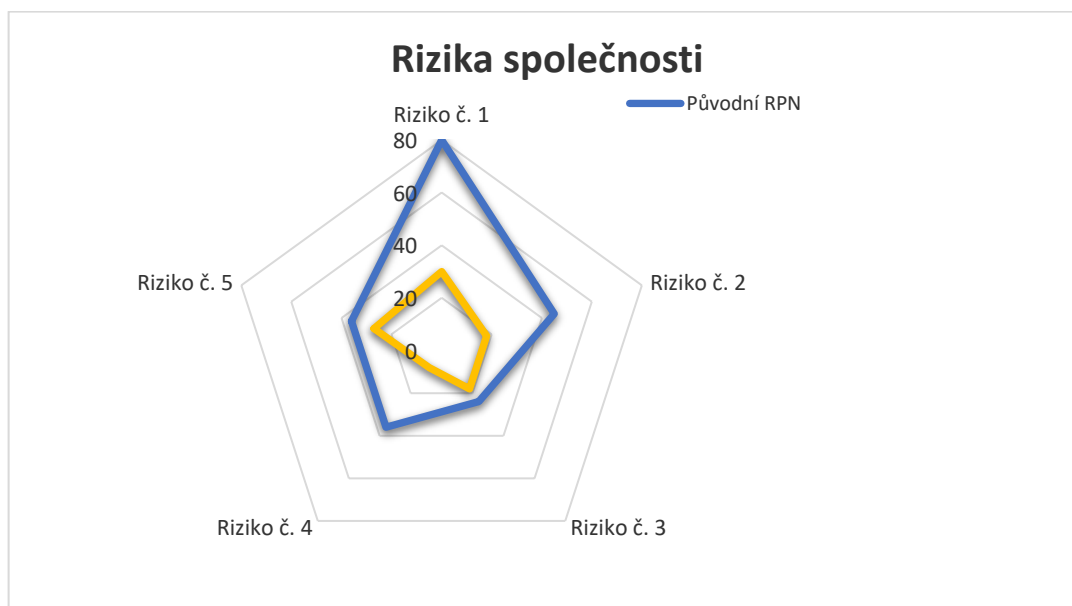 Rizika společnosti
Původní RPN
Riziko č. 1
80
60
40
20
0
Riziko č. 2
Riziko č. 3
Riziko č. 4
Riziko č. 5